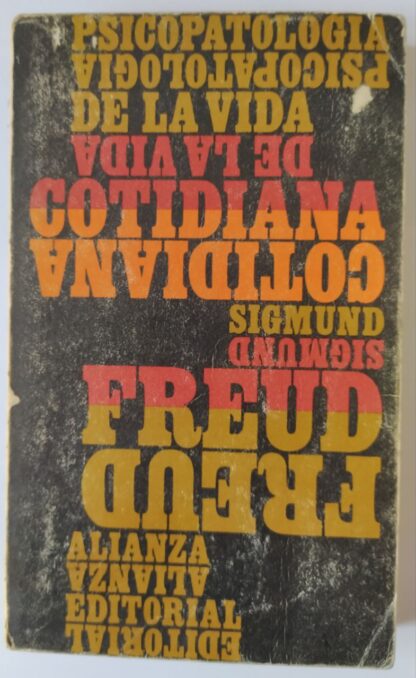 PSICOPATOLOGIA
PSICOPATOLOGIA
DE LA VIDA
DE LA VIDA
COTIDIANA
COTIDIANA
SIGMUND
SIGMUND
FREUD
FREUD
ALIANZA
ALIANZA
EDITORIAL
EDITORIAL